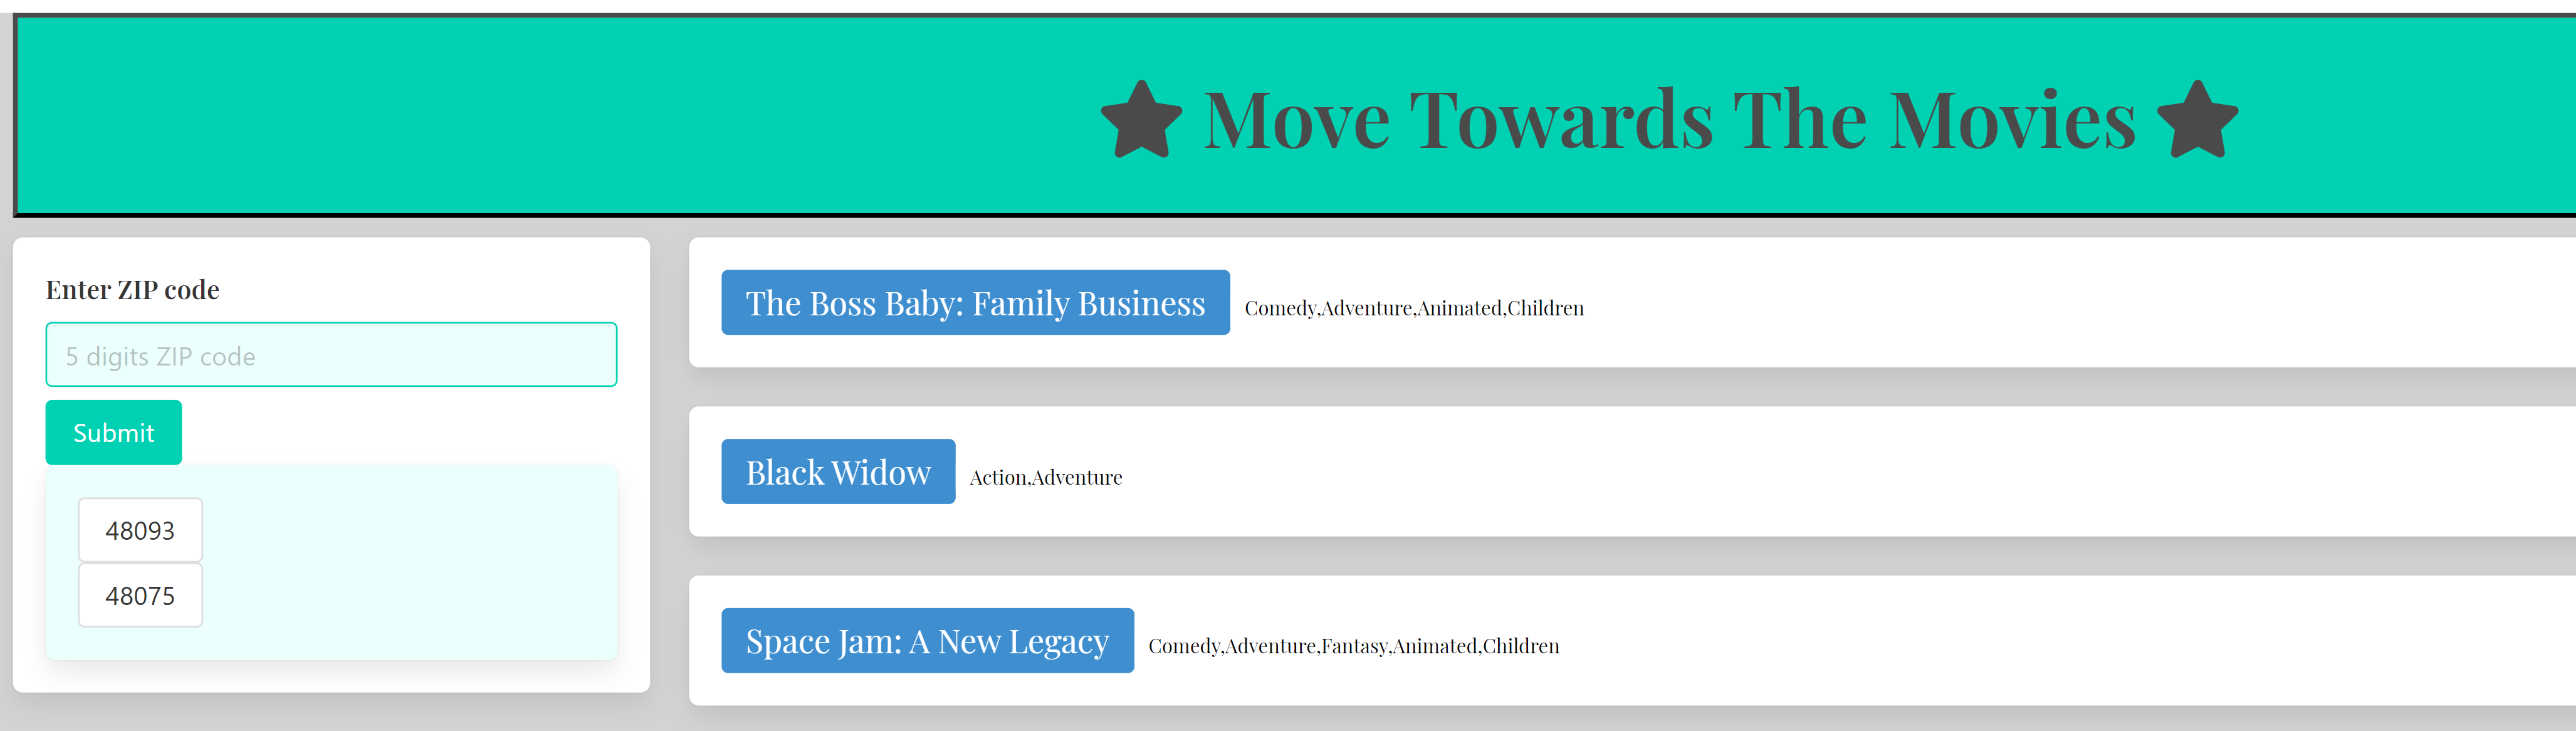 Move Towards The Movies
Enter ZIP code
5 digits ZIP code
Submit
48093
48075
The Boss Baby: Family Business Comedy,Adventure,Animated,Children
Black Widow Action,Adventure
Space Jam: A New Legacy Comedy,Adventure,Fantasy,Animated,Children